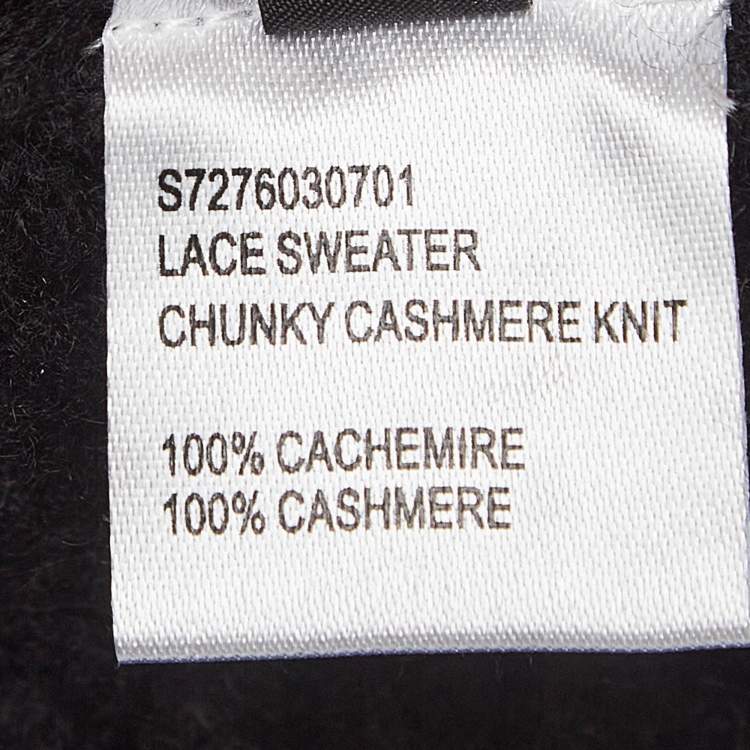 S7276030701
LACE SWEATER
CHUNKY CASHMERE KNIT
100% CACHEMIRE
100% CASHMERE